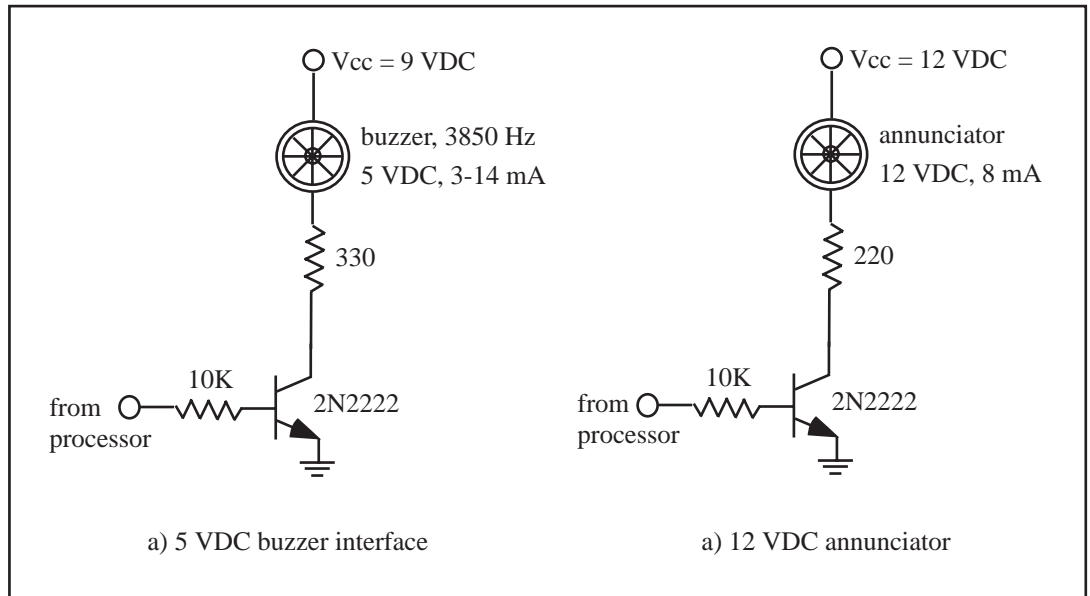 Vcc = 9 VDC
buzzer, 3850 Hz
5 VDC, 3-14 mA
330
10K
from
processor
2N2222
a) 5 VDC buzzer interface
Vcc = 12 VDC
annunciator
12 VDC, 8 mA
220
10K
from
processor
2N2222
a) 12 VDC annunciator